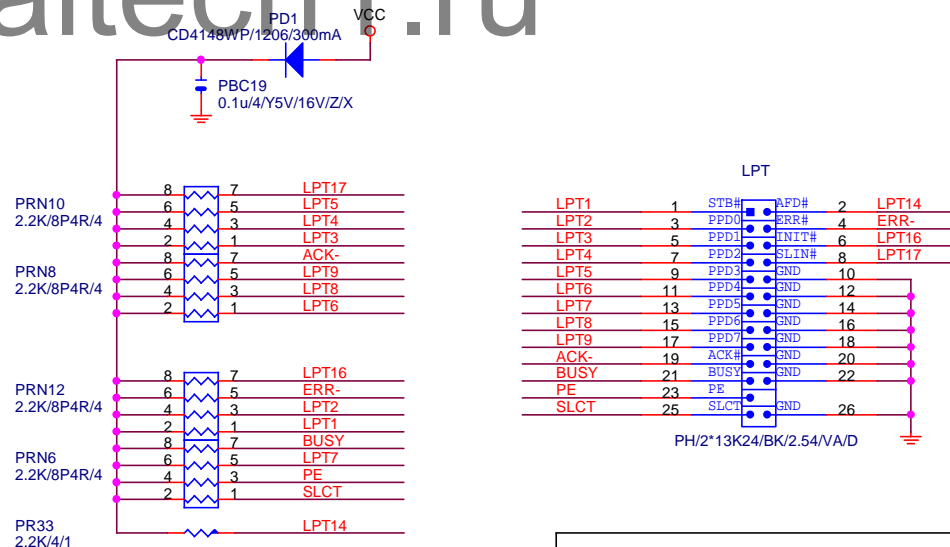 PD1
VCC
CD4148WP/1206/300mA
PBC19
0.1u/4/Y5V/16V/Z/X
PRN10
2.2K/8P4R/4
8 7 LPT17
6 5 LPT5
4 3 LPT4
2 1 LPT3
PRN8
2.2K/8P4R/4
8 7 ACK-
6 5 LPT9
4 3 LPT8
2 1 LPT6
PRN12
2.2K/8P4R/4
8 7 LPT16
6 5 ERR-
4 3 LPT2
2 1 LPT1
PRN6
2.2K/8P4R/4
8 7 BUSY
6 5 LPT7
4 3 PE
2 1 SLCT
PR33
2.2K/4/1
LPT14
LPT
LPT1 1 STB# AFD# 2 LPT14
LPT2 3 PPD0 ERR# 4 ERR-
LPT3 5 PPD1 INIT# 6 LPT16
LPT4 7 PPD2 SLIN# 8 LPT17
LPT5 9 PPD3 GND 10
LPT6 11 PPD4 GND 12
LPT7 13 PPD5 GND 14
LPT8 15 PPD6 GND 16
LPT9 17 PPD7 GND 18
ACK- 19 ACK# GND 20
BUSY 21 BUSY GND 22
PE 23 PE
SLCT 25 SLCT GND 26
PH/2*13K24/BK/2.54/VA/D